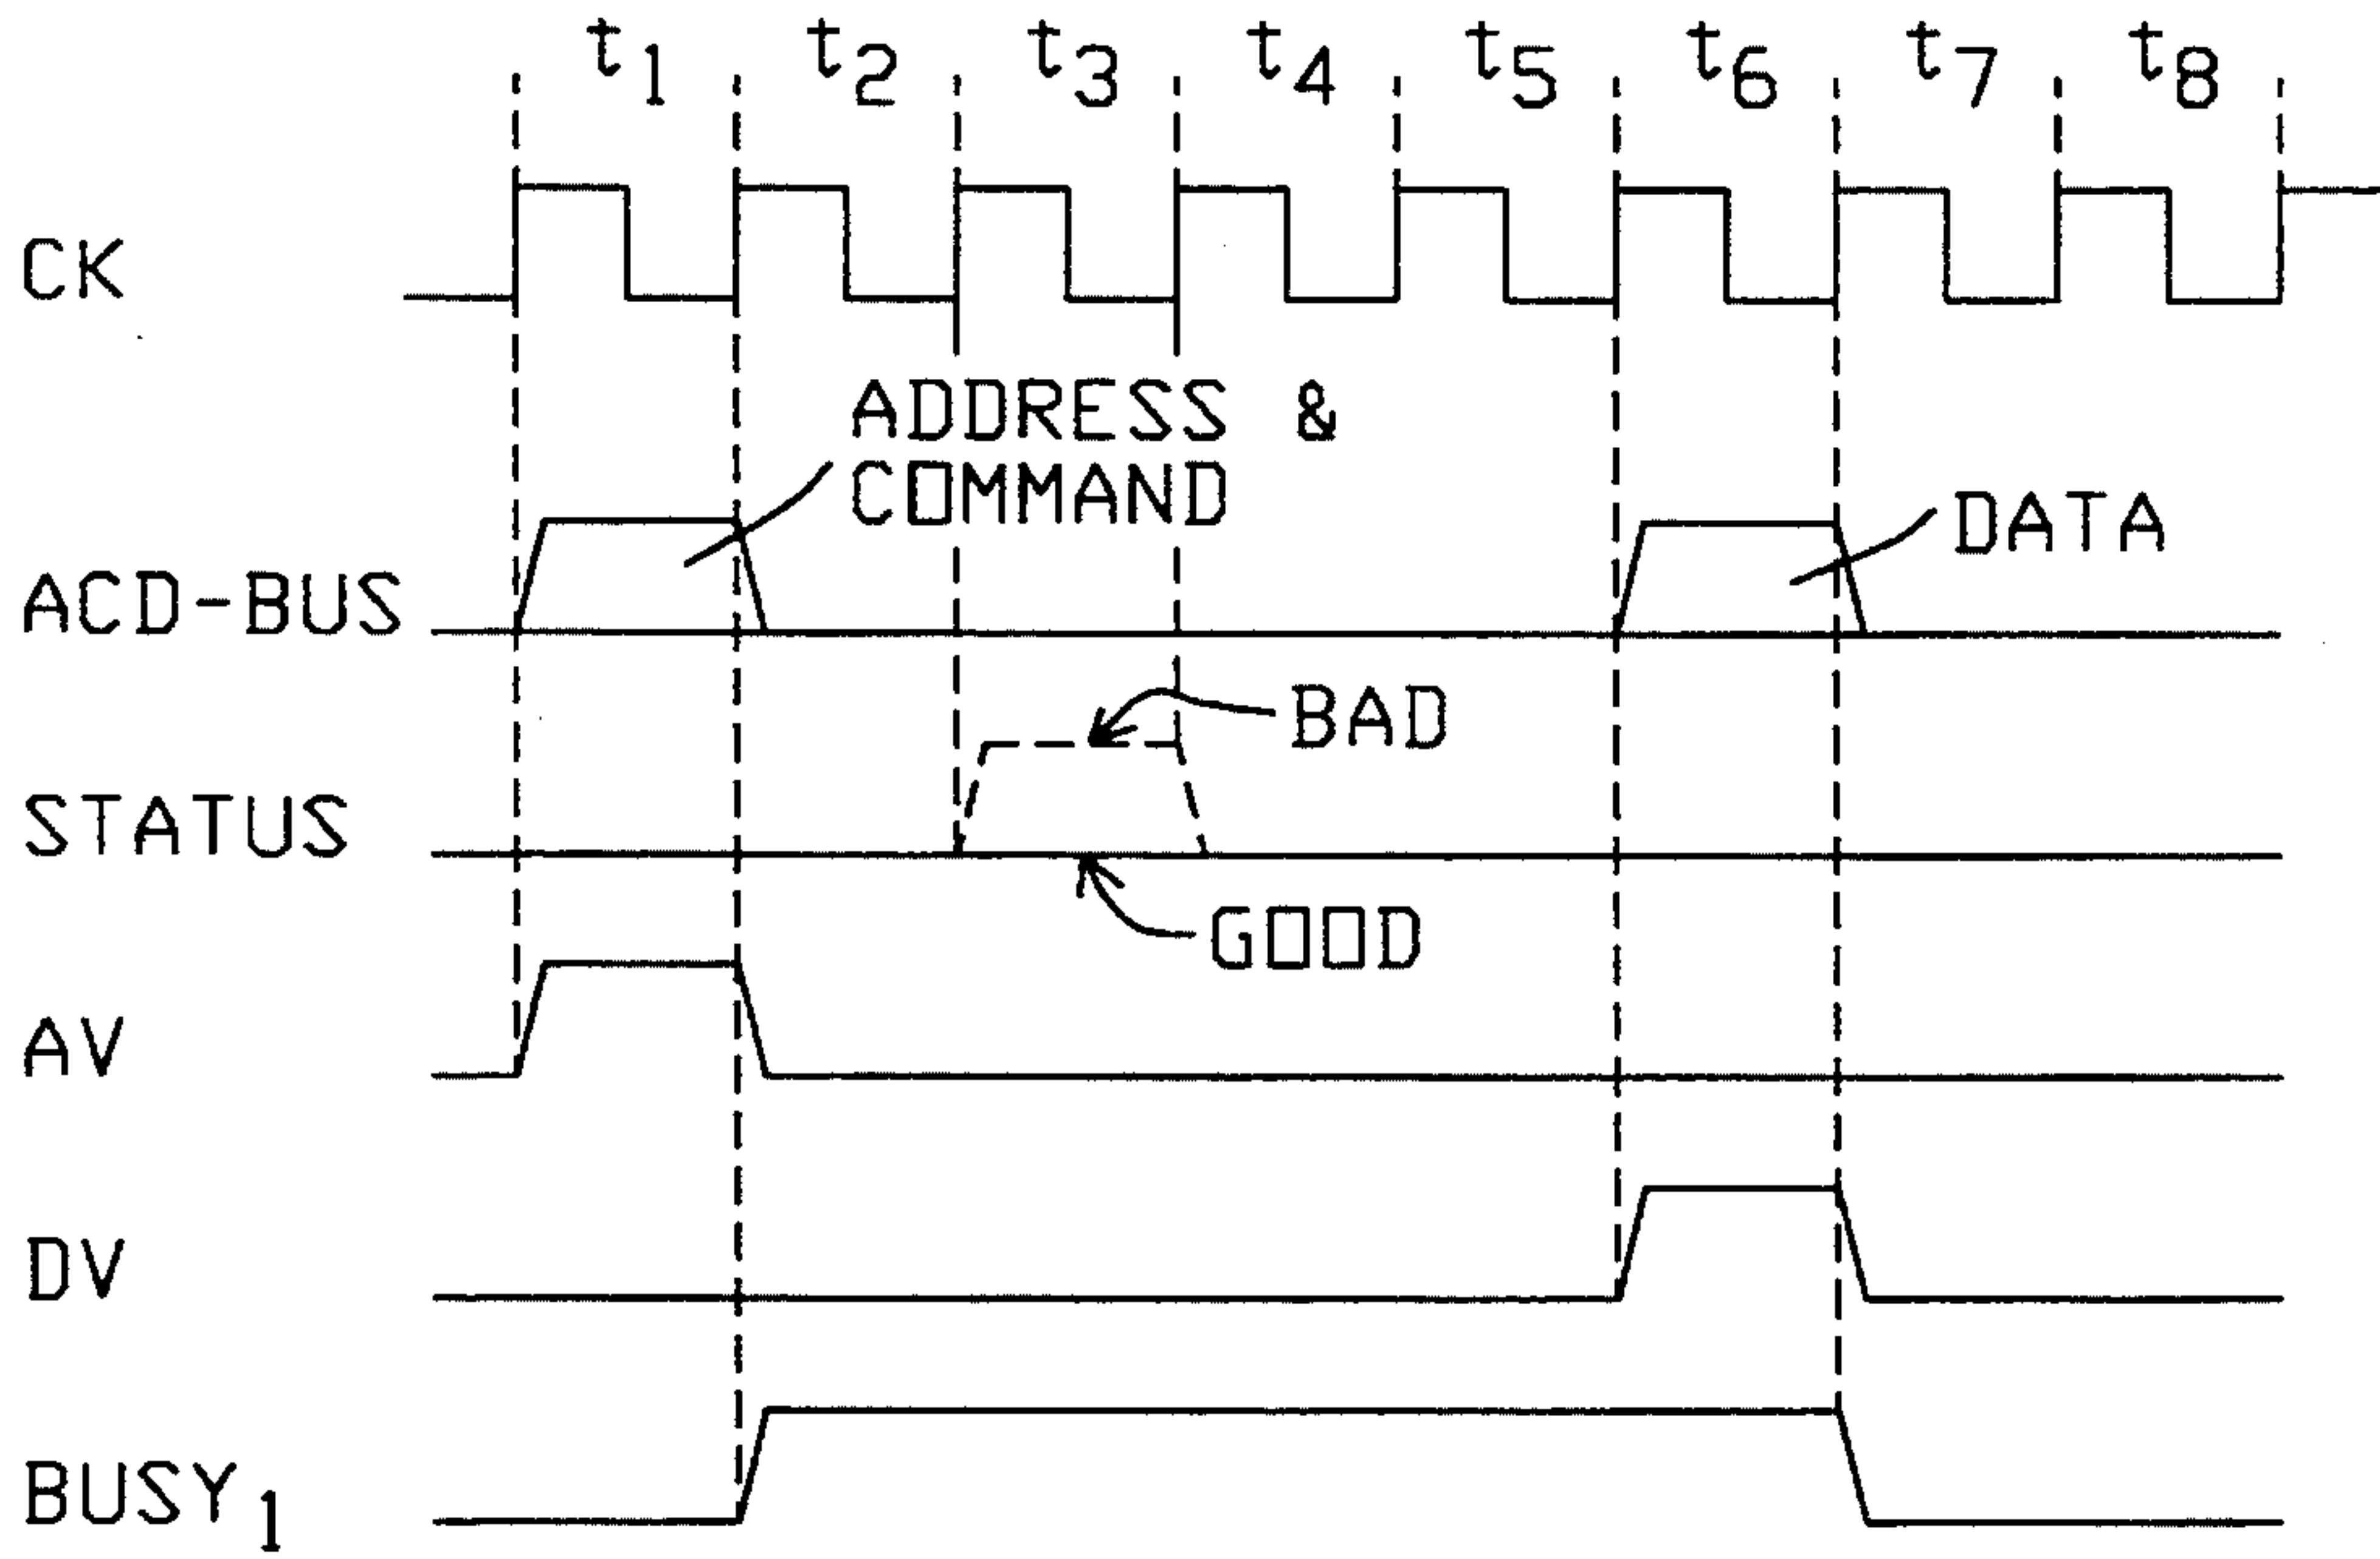 t1 t2 t3 t4 t5 t6 t7 t8
CK
ADDRESS &
COMMAND
DATA
ACD-BUS
BAD
STATUS
GOOD
AV
DV
BUSY1